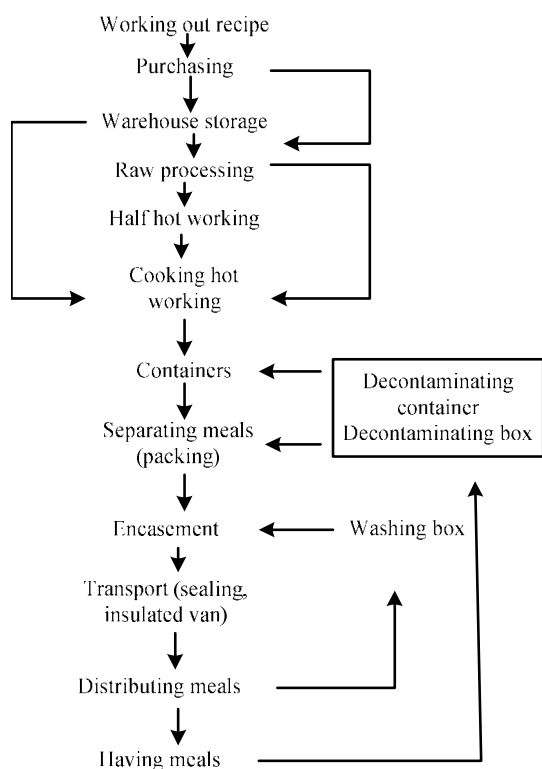 Working out recipe
Purchasing
Warehouse storage
Raw processing
Half hot working
Cooking hot
working
Containers
Decontaminating
container
Decontaminating box
Separating meals
(packing)
Encasement
Washing box
Transport (sealing,
insulated van)
Distributing meals
Having meals